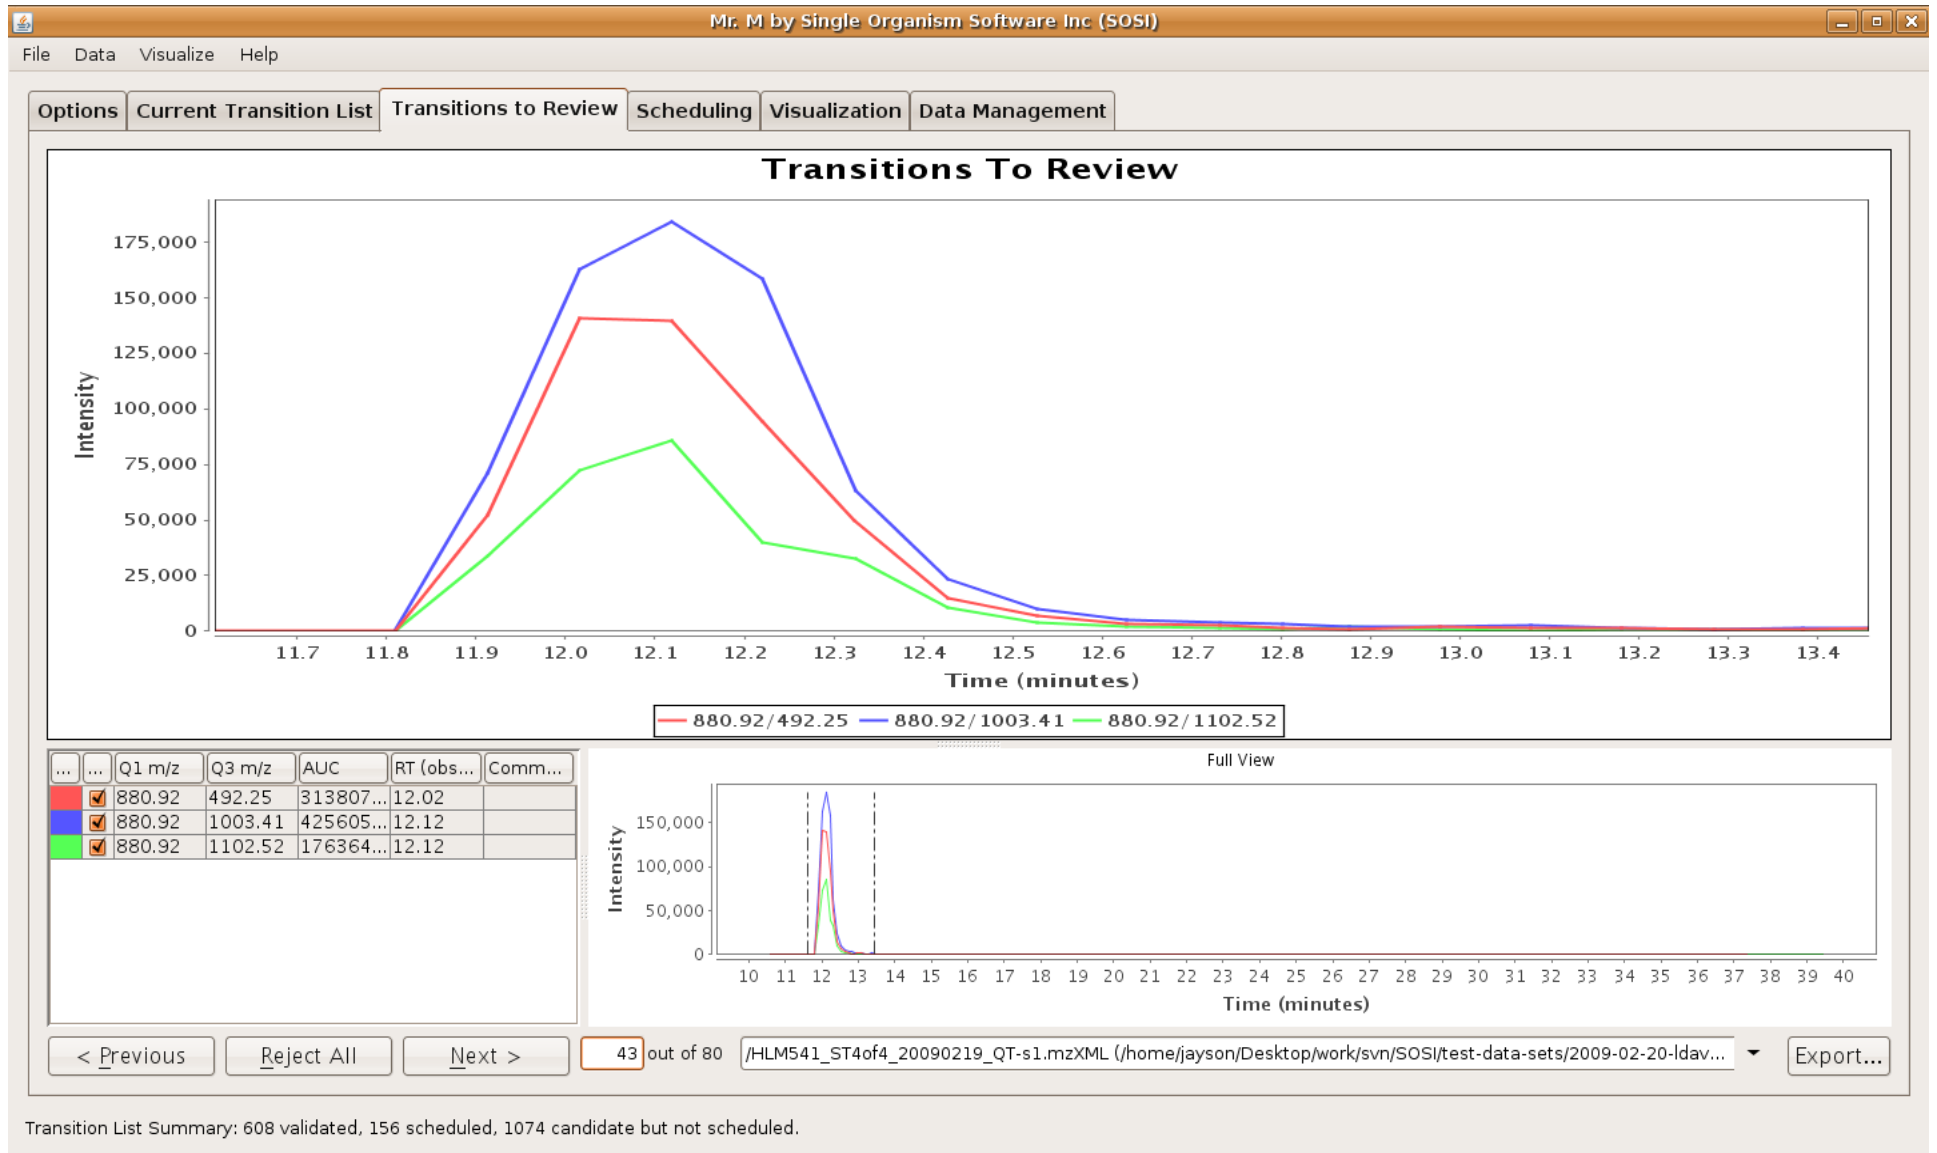 Mr. M by Single Organism Software Inc (SOSI)
File Data Visualize Help
Options Current Transition List Transitions to Review Scheduling Visualization Data Management
Transitions To Review
175,000
150,000
125,000
100,000
75,000
50,000
25,000
0
Intensity
11.7 11.8 11.9 12.0 12.1 12.2 12.3 12.4 12.5 12.6 12.7 12.8 12.9 13.0 13.1 13.2 13.3 13.4
Time (minutes)
880.92/492.25 880.92/1003.41 880.92/1102.52
... ... Q1 m/z Q3 m/z AUC RT (obs... Comm...
880.92 492.25 313807... 12.02
880.92 1003.41 425605... 12.12
880.92 1102.52 176364... 12.12
Full View
150,000
100,000
50,000
0
Intensity
10 11 12 13 14 15 16 17 18 19 20 21 22 23 24 25 26 27 28 29 30 31 32 33 34 35 36 37 38 39 40
Time (minutes)
< Previous Reject All Next > 43 out of 80 /HLM541_ST4of4_20090219_QT-s1.mzXML (/home/jayson/Desktop/work/svn/SOSI/test-data-sets/2009-02-20-ldav... Export...
Transition List Summary: 608 validated, 156 scheduled, 1074 candidate but not scheduled.